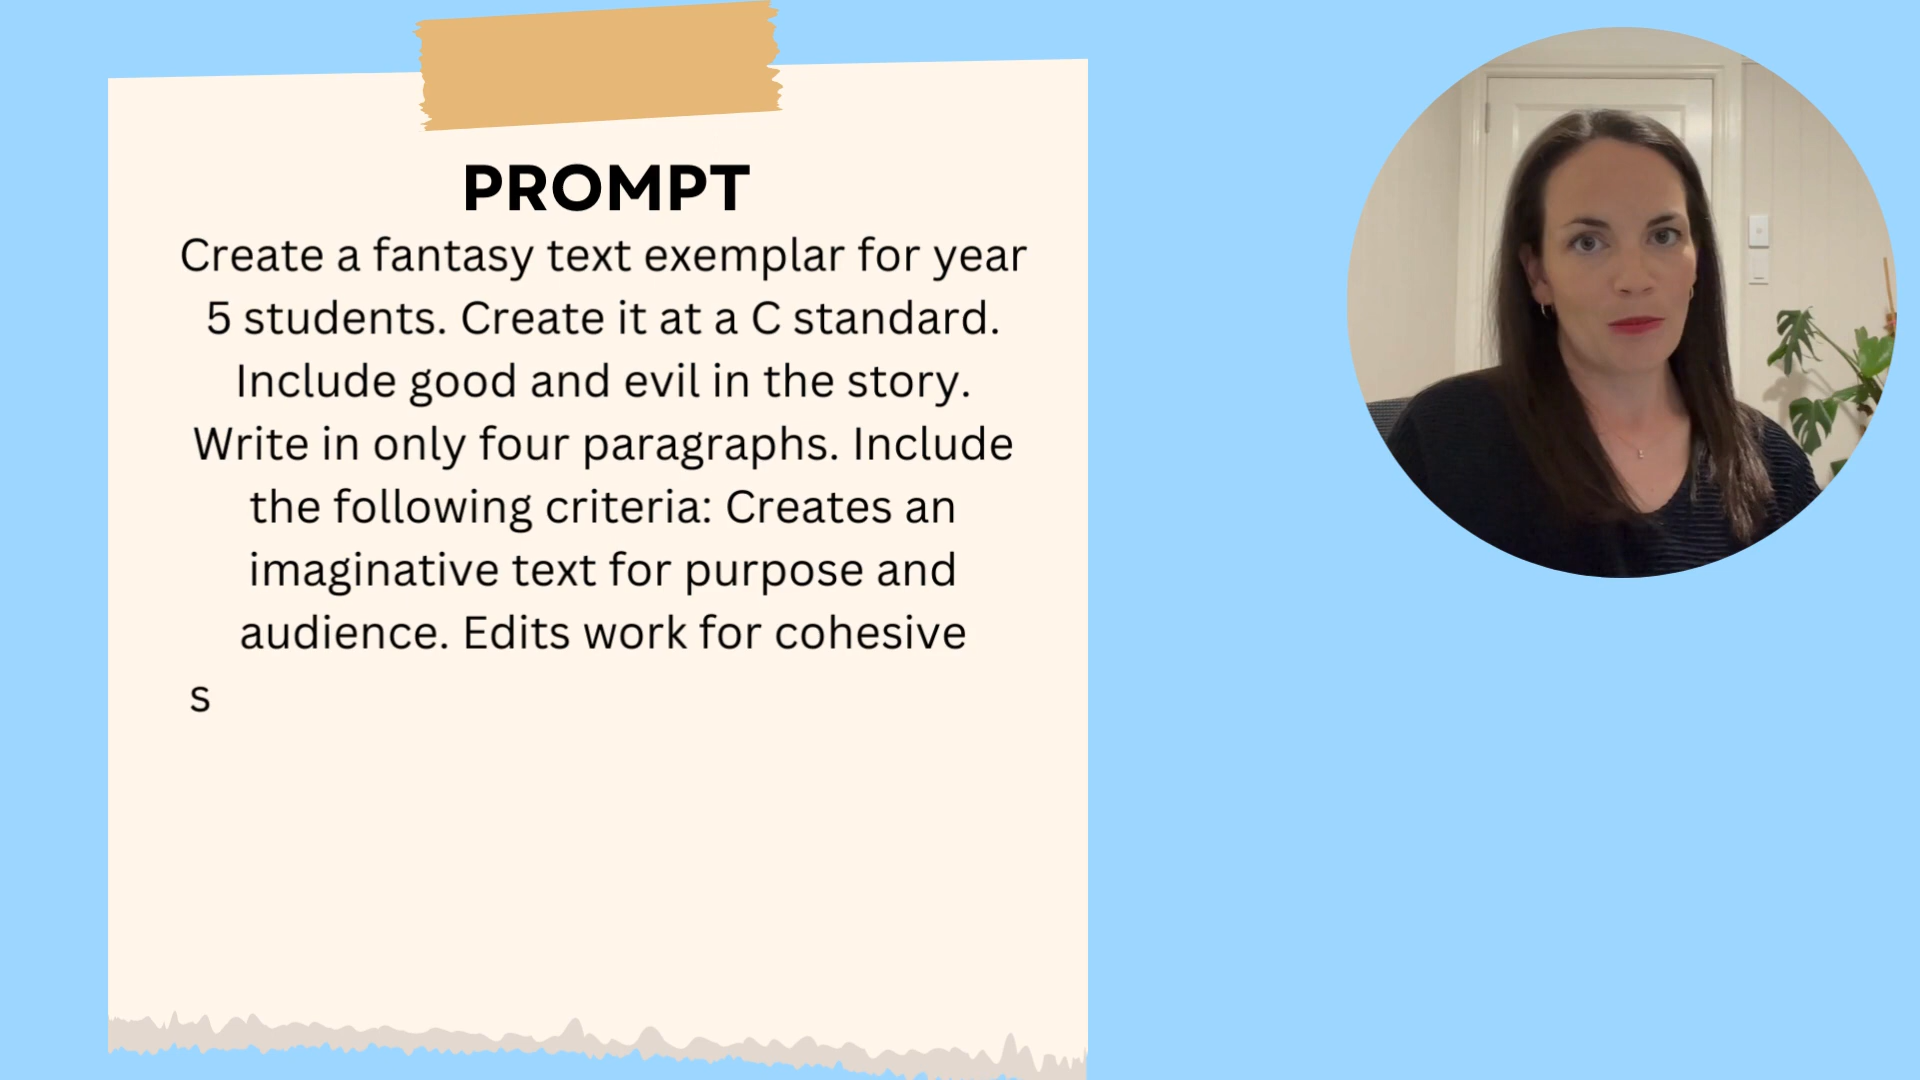 PROMPT
Create a fantasy text exemplar for year
5 students. Create it at a C standard.
Include good and evil in the story.
Write in only four paragraphs. Include
the following criteria: Creates an
imaginative text for purpose and
audience. Edits work for cohesive
s